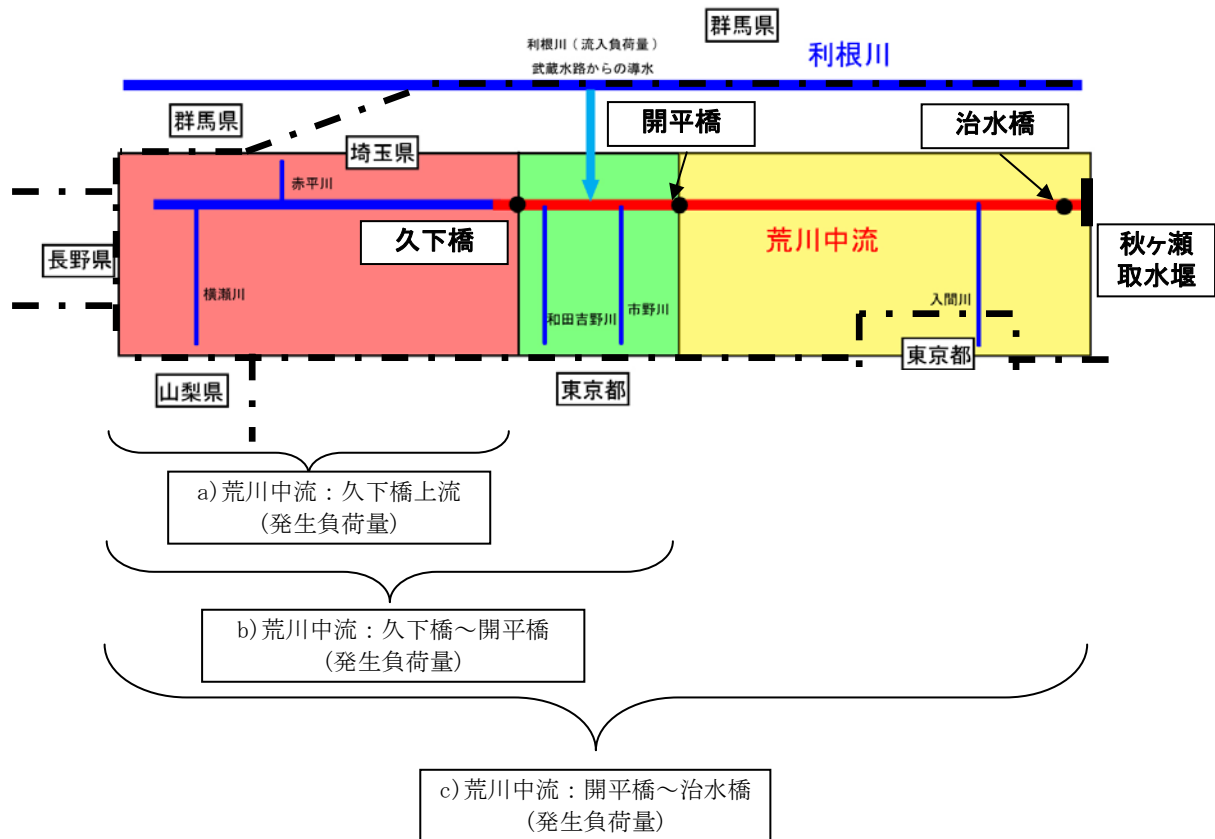 群馬県
利根川（流入負荷量）
武蔵水路からの導水
利根川
群馬県
開平橋
治水橋
埼玉県
赤平川
久下橋
荒川中流
長野県
秋ヶ瀬
取水堰
横瀬川
和田吉野川
市野川
入間川
東京都
山梨県
東京都
a)荒川中流：久下橋上流
(発生負荷量)
b)荒川中流：久下橋～開平橋
(発生負荷量)
c)荒川中流：開平橋～治水橋
(発生負荷量)